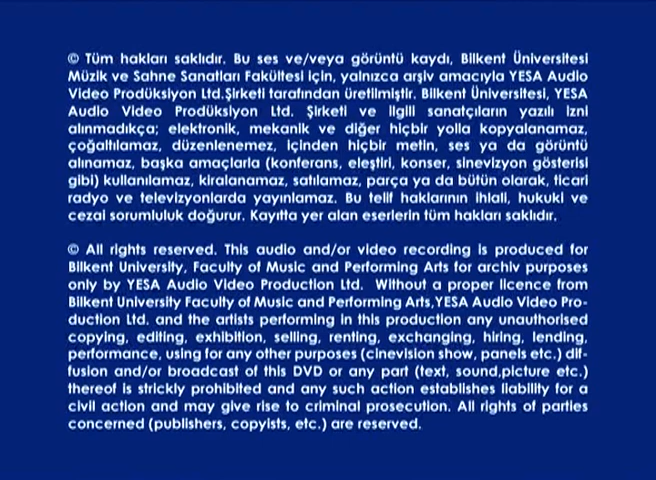 © Tüm hakları saklıdır. Bu ses ve/veya görüntü kaydı, Bilkent Üniversitesi
Müzik ve Sahne Sanatları Fakültesi için, yalnızca arşiv amacıyla YESA Audio
Video Prodüksiyon Ltd.Şirketi tarafından üretilmiştir. Bilkent Üniversitesi, YESA
Audio Video Prodüksiyon Ltd. Şirketi ve ilgili sanatçıların yazılı izni
alınmadıkça; elektronik, mekanik ve diğer hiçbir yolla kopyalanamaz,
çoğaltılamaz, düzenlenemez, içinden hiçbir metin, ses ya da görüntü
alınamaz, başka amaçlarla (konferans, eleştiri, konser, sinevizyon gösterisi
gibi) kullanılamaz, kiralanamaz, satılamaz, parça ya da bütün olarak, ticari
radyo ve televizyonlarda yayınlamaz. Bu telif haklarının ihlali, hukuki ve
cezai sorumluluk doğurur. Kayıtta yer alan eserlerin tüm hakları saklıdır.
© All rights reserved. This audio and/or video recording is produced for
Bilkent University, Faculty of Music and Performing Arts for archiv purposes
only by YESA Audio Video Production Ltd. Without a proper licence from
Bilkent University Faculty of Music and Performing Arts,YESA Audio Video Pro-
duction Ltd. and the artists performing in this production any unauthorised
copying, editing, exhibition, selling, renting, exchanging, hiring, lending,
performance, using for any other purposes (cinevision show, panels etc.) dif-
fusion and/or broadcast of this DVD or any part (text, sound,picture etc.)
thereof is strickly prohibited and any such action establishes liability for a
civil action and may give rise to criminal prosecution. All rights of parties
concerned (publishers, copyists, etc.) are reserved.